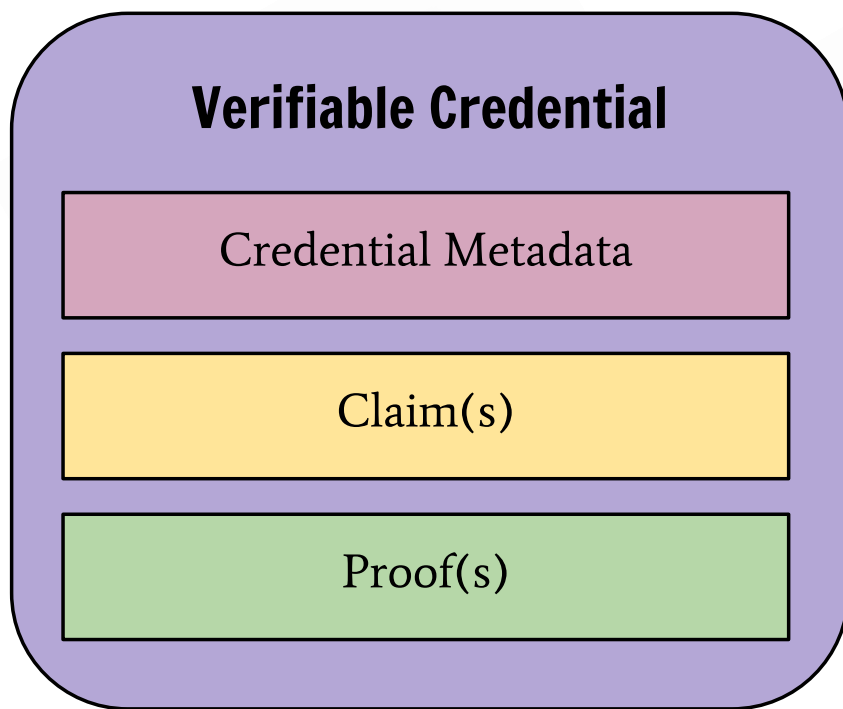 Verifiable Credential
Credential Metadata
Claim(s)
Proof(s)